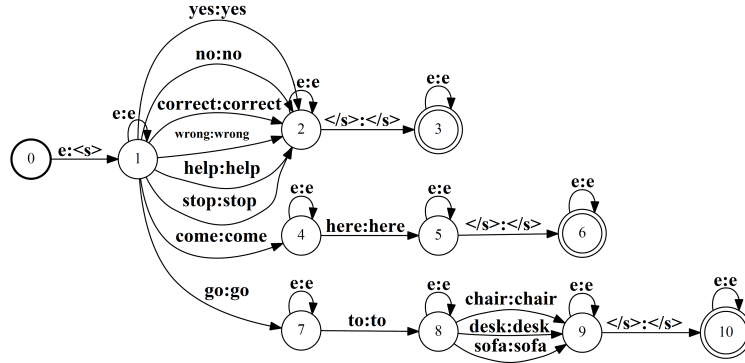 yes:yes
no:no
e:e
correct:correct
e:e
e:e
wrong:wrong
2
</s>:</s>
3
0
e:<s>
1
help:help
stop:stop
e:e
e:e
e:e
come:come
4
here:here
5
</s>:</s>
6
go:go
e:e
e:e
chair:chair
e:e
e:e
7
to:to
8
desk:desk
9
</s>:</s>
10
sofa:sofa